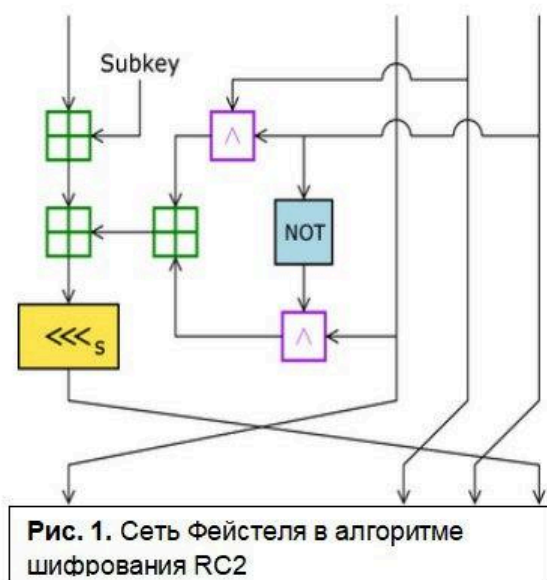 Subkey
∧
NOT
<<<s
∧
Рис. 1. Сеть Фейстеля в алгоритме
шифрования RC2